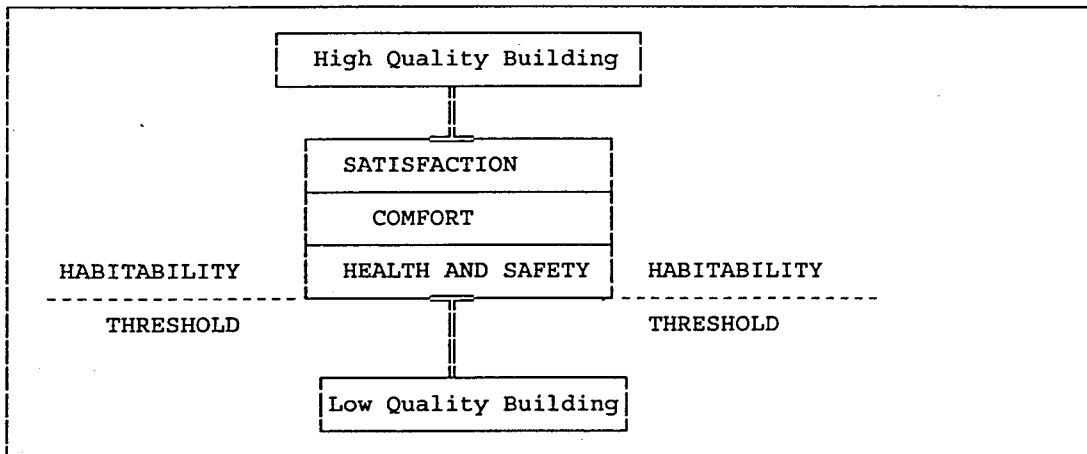 High Quality Building
SATISFACTION
COMFORT
HEALTH AND SAFETY
HABITABILITY HABITABILITY
THRESHOLD THRESHOLD
Low Quality Building